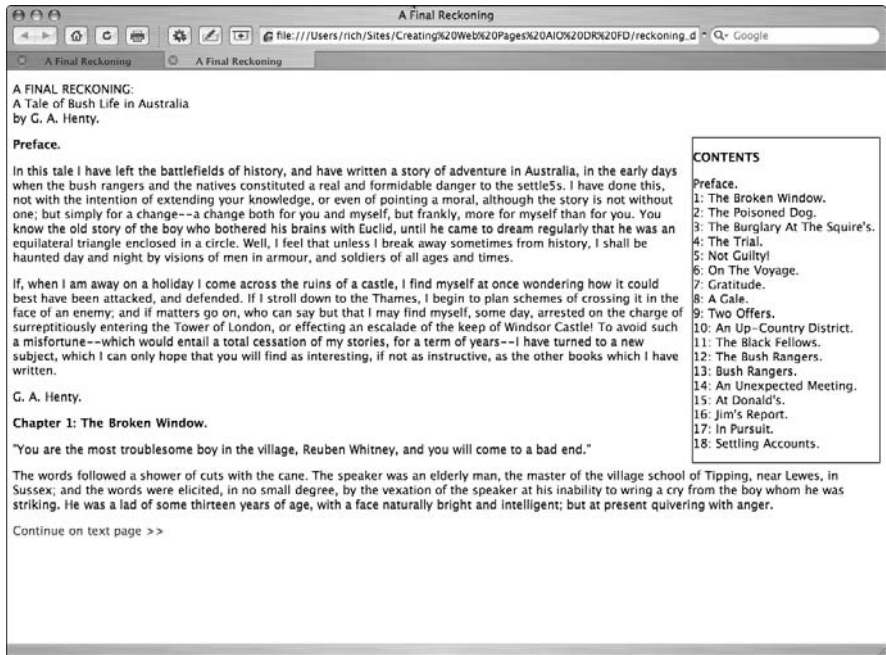 A Final Reckoning
file:///Users/rich/Sites/Creating%20Web%20Pages%20AIO%20DR%20FD/reckoning_d
Google
A Final Reckoning
A Final Reckoning
A FINAL RECKONING:
A Tale of Bush Life in Australia
by G. A. Henty.
Preface.
In this tale I have left the battlefields of history, and have written a story of adventure in Australia, in the early days
when the bush rangers and the natives constituted a real and formidable danger to the settle5s. I have done this,
not with the intention of extending your knowledge, or even of pointing a moral, although the story is not without
one; but simply for a change--a change both for you and myself, but frankly, more for myself than for you. You
know the old story of the boy who bothered his brains with Euclid, until he came to dream regularly that he was an
equilateral triangle enclosed in a circle. Well, I feel that unless I break away sometimes from history, I shall be
haunted day and night by visions of men in armour, and soldiers of all ages and times.
If, when I am away on a holiday I come across the ruins of a castle, I find myself at once wondering how it could
best have been attacked, and defended. If I stroll down to the Thames, I begin to plan schemes of crossing it in the
face of an enemy; and if matters go on, who can say but that I may find myself, some day, arrested on the charge of
surreptitiously entering the Tower of London, or effecting an escalade of the keep of Windsor Castle! To avoid such
a misfortune--which would entail a total cessation of my stories, for a term of years--I have turned to a new
subject, which I can only hope that you will find as interesting, if not as instructive, as the other books which I have
written.
G. A. Henty.
CONTENTS
Preface.
1: The Broken Window.
2: The Poisoned Dog.
3: The Burglary At The Squire's.
4: The Trial.
5: Not Guilty!
6: On The Voyage.
7: Gratitude.
8: A Gale.
9: Two Offers.
10: An Up-Country District.
11: The Black Fellows.
12: The Bush Rangers.
13: Bush Rangers.
14: An Unexpected Meeting.
15: At Donald's.
16: Jim's Report.
17: In Pursuit.
18: Settling Accounts.
Chapter 1: The Broken Window.
"You are the most troublesome boy in the village, Reuben Whitney, and you will come to a bad end."
The words followed a shower of cuts with the cane. The speaker was an elderly man, the master of the village school of Tipping, near Lewes, in
Sussex; and the words were elicited, in no small degree, by the vexation of the speaker at his inability to wring a cry from the boy whom he was
striking. He was a lad of some thirteen years of age, with a face naturally bright and intelligent; but at present quivering with anger.
Continue on text page >>